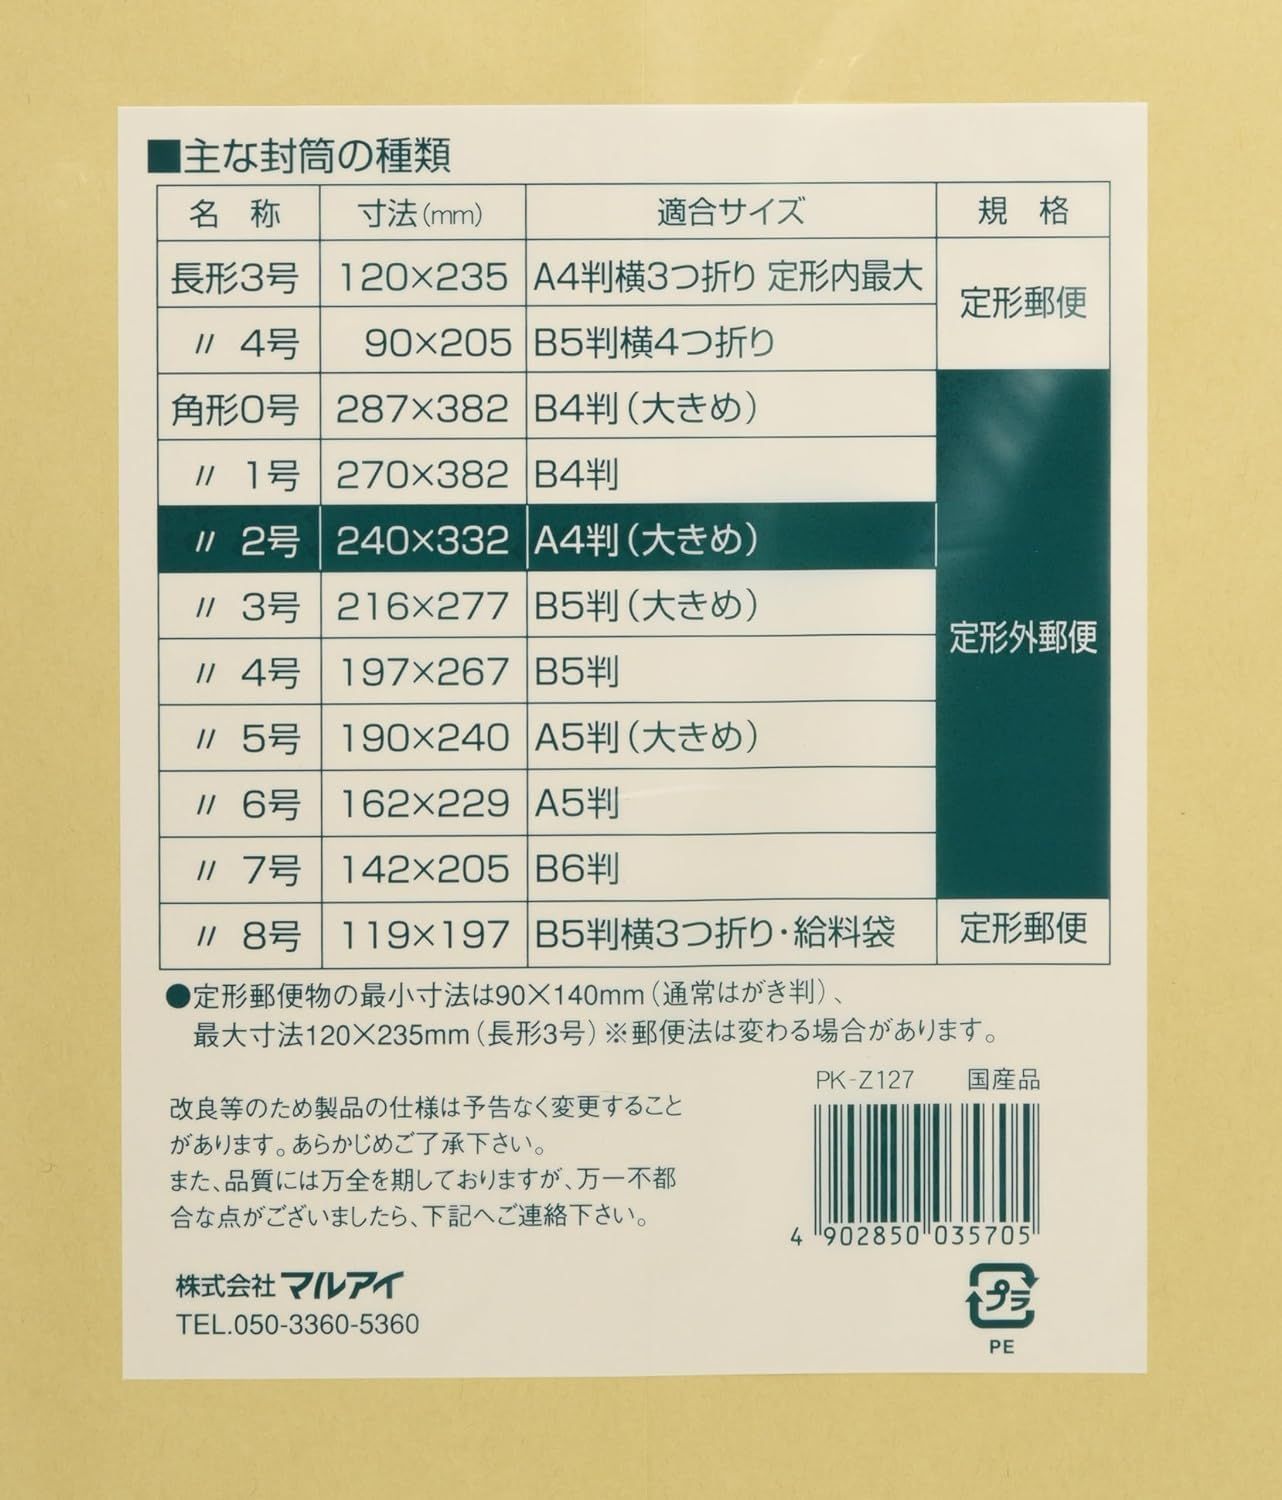 ■主な封筒の種類
名 称 寸法(mm) 適合サイズ 規 格
長形3号 120×235 A4判横3つ折り 定形内最大 定形郵便
〃 4号 90×205 B5判横4つ折り
角形0号 287×382 B4判(大きめ) 定形外郵便
〃 1号 270×382 B4判
〃 2号 240×332 A4判(大きめ)
〃 3号 216×277 B5判(大きめ)
〃 4号 197×267 B5判
〃 5号 190×240 A5判(大きめ)
〃 6号 162×229 A5判
〃 7号 142×205 B6判
〃 8号 119×197 B5判横3つ折り・給料袋 定形郵便
●定形郵便物の最小寸法は90×140mm(通常はがき判)、
最大寸法120×235mm(長形3号)※郵便法は変わる場合があります。
PK-Z127 国産品
改良等のため製品の仕様は予告なく変更すること
があります。あらかじめご了承下さい。
また、品質には万全を期しておりますが、万一不都
合な点がございましたら、下記へご連絡下さい。
4 902850 035705
株式会社マルアイ
TEL.050-3360-5360
プラ
PE